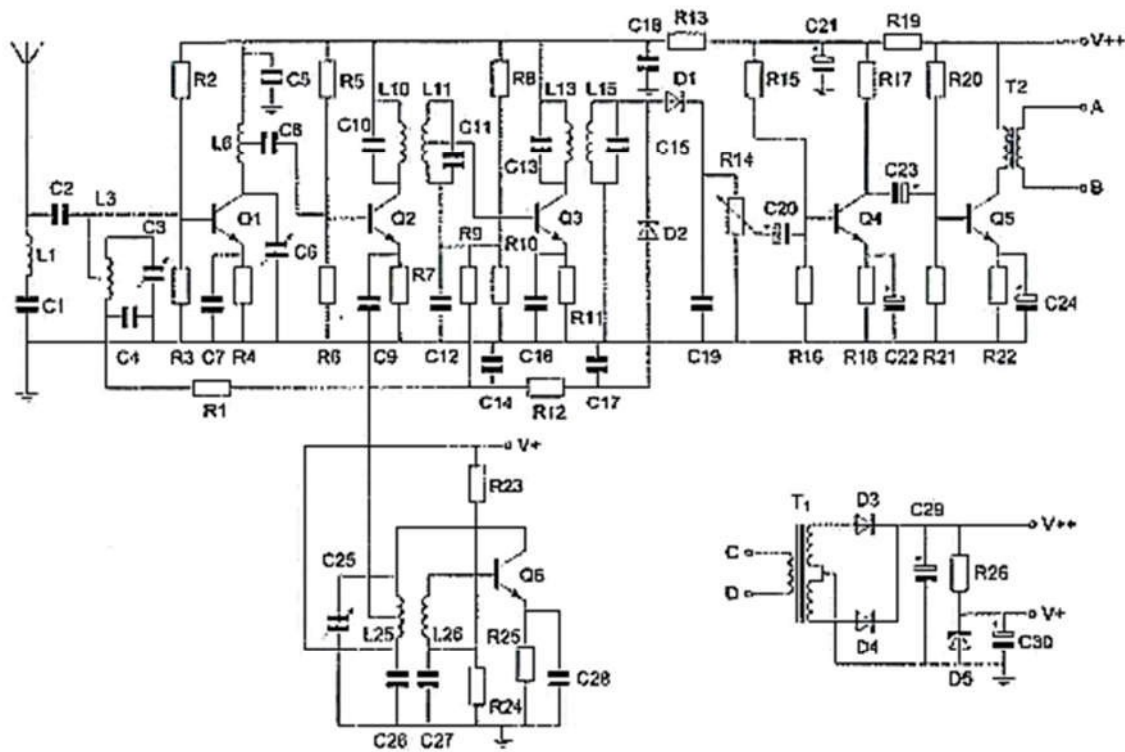 R13
C18
C21
R19
V++
R2
C5
R5
L10
L11
R8
L13
L15
D1
R15
R17
R20
T2
C8
C10
C11
A
L6
C13
C15
R14
C23
C2
L3
B
C3
Q1
Q2
Q3
C20
Q4
Q5
L1
C6
R9
R10
D2
R7
C1
R11
C24
C4
R3
C7
R4
R6
C9
C12
C16
C19
R16
R18
C22
R21
R22
R1
C14
R12
C17
V+
R23
T1
D3
C29
V++
C25
Q6
C
R26
D
V+
L25
L26
R25
D4
C30
C28
D5
R24
C26
C27